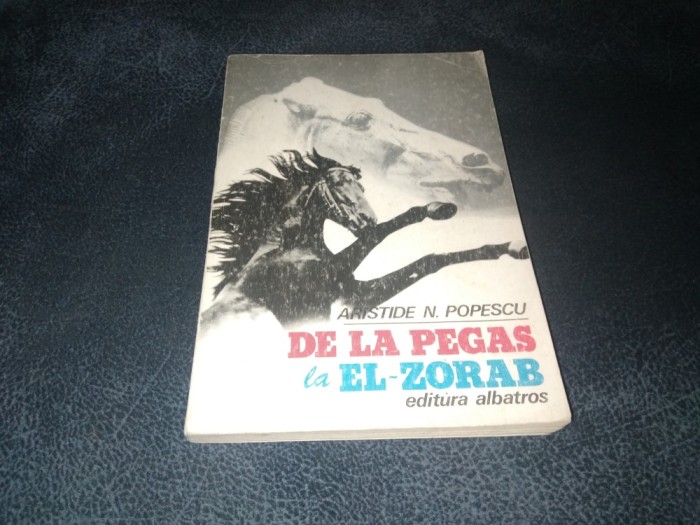 ARISTIDE N. POPESCU
DE LA PEGAS
la EL-ZORAB
editura albatros